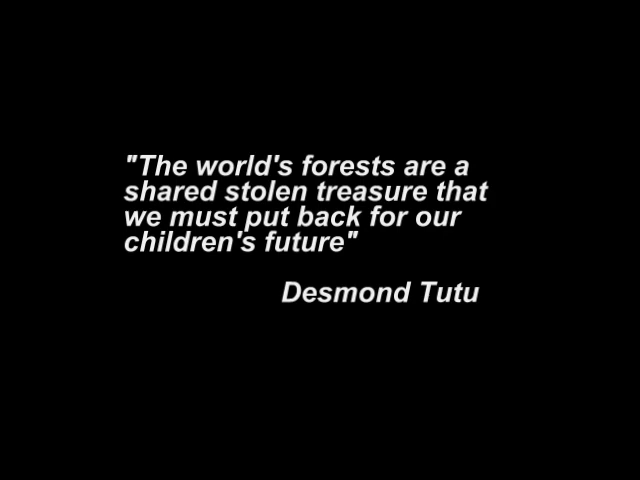 "The world's forests are a
shared stolen treasure that
we must put back for our
children's future"
Desmond Tutu